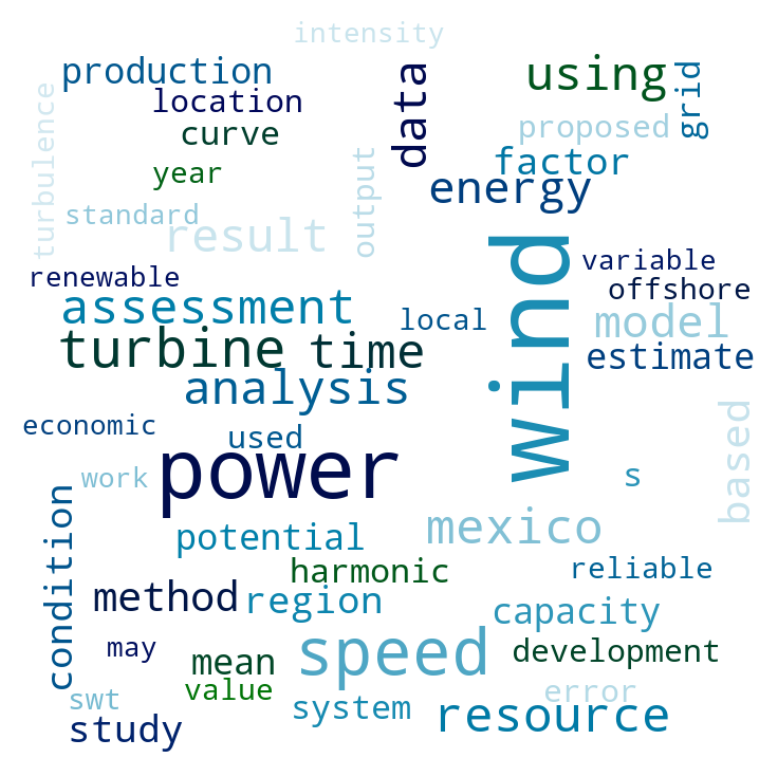 intensity
production
using
data
grid
location
curve
proposed
turbulence
factor
output
year
energy
standard
result
wind
renewable
variable
offshore
assessment
local
model
turbine
time
estimate
analysis
economic
used
based
power
work
s
condition
mexico
potential
harmonic
reliable
method
region
capacity
speed
may
mean
development
swt
value
error
system
resource
study